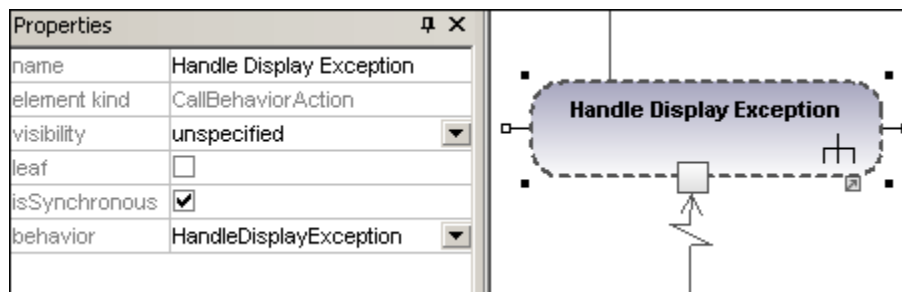 Properties
name Handle Display Exception
element kind CallBehaviorAction
visibility unspecified
leaf
isSynchronous
behavior HandleDisplayException
Handle Display Exception